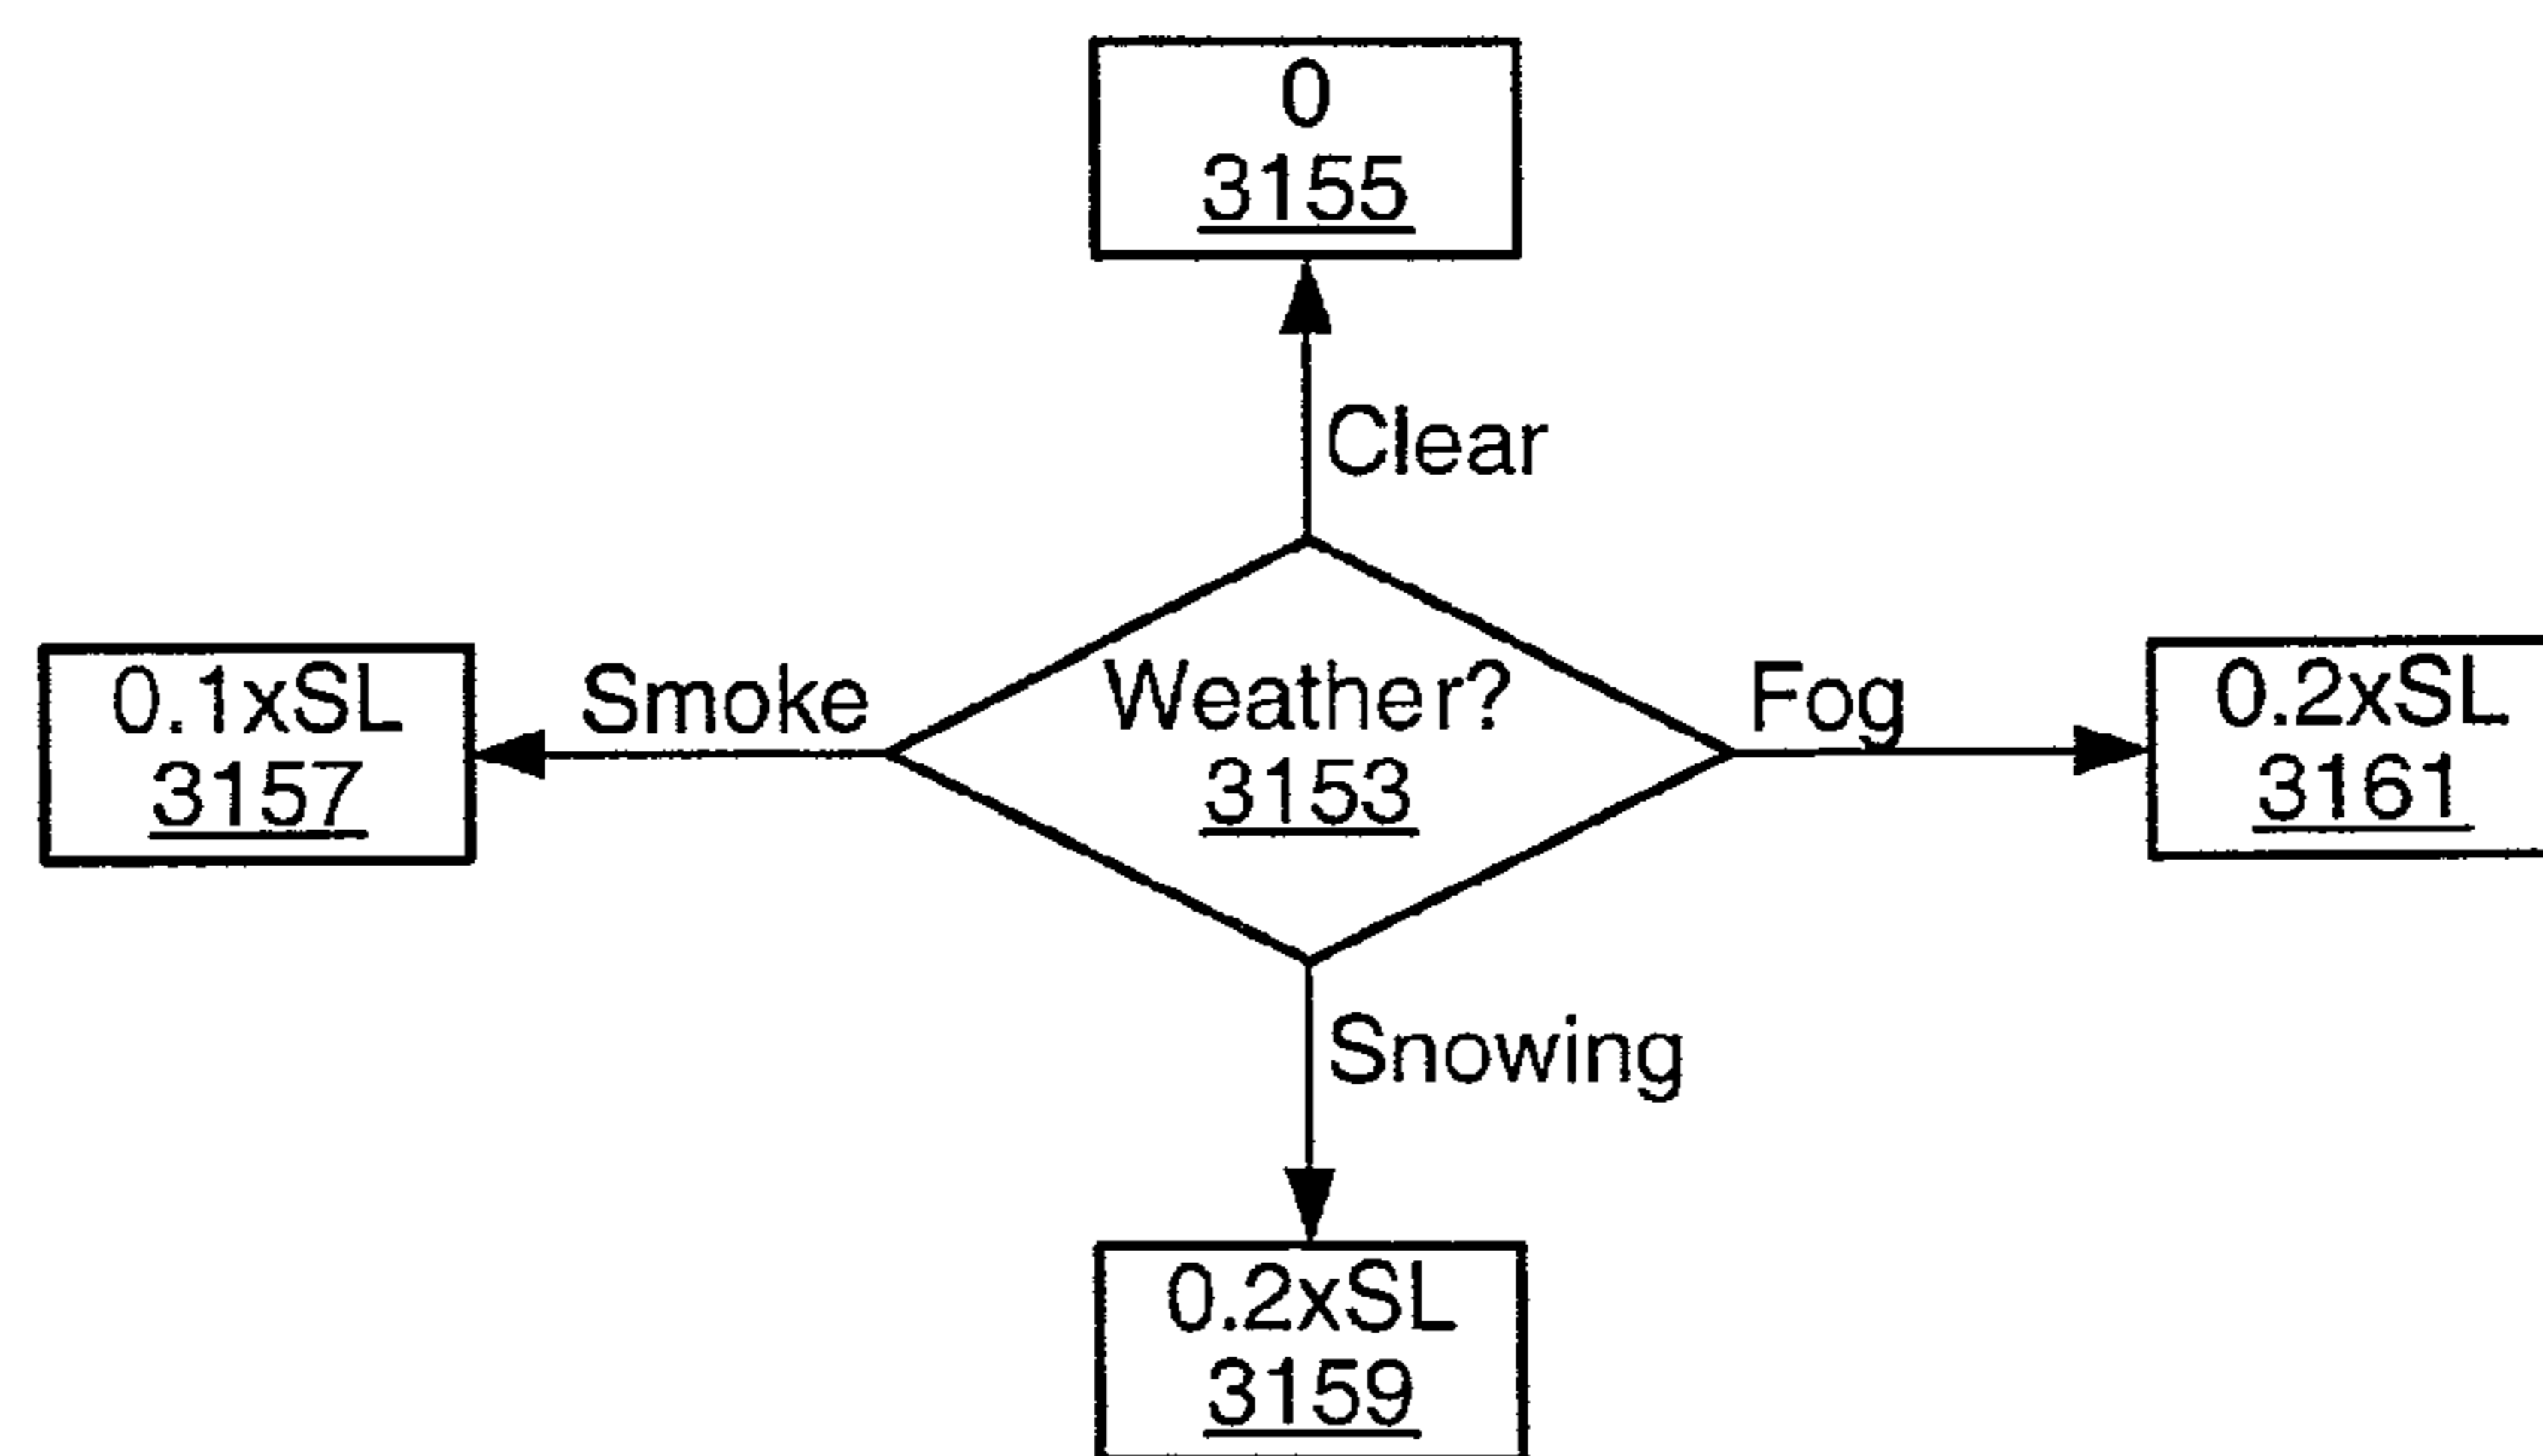 0
3155
Clear
0.1xSL
3157
Smoke
Weather?
3153
Fog
0.2xSL
3161
Snowing
0.2xSL
3159